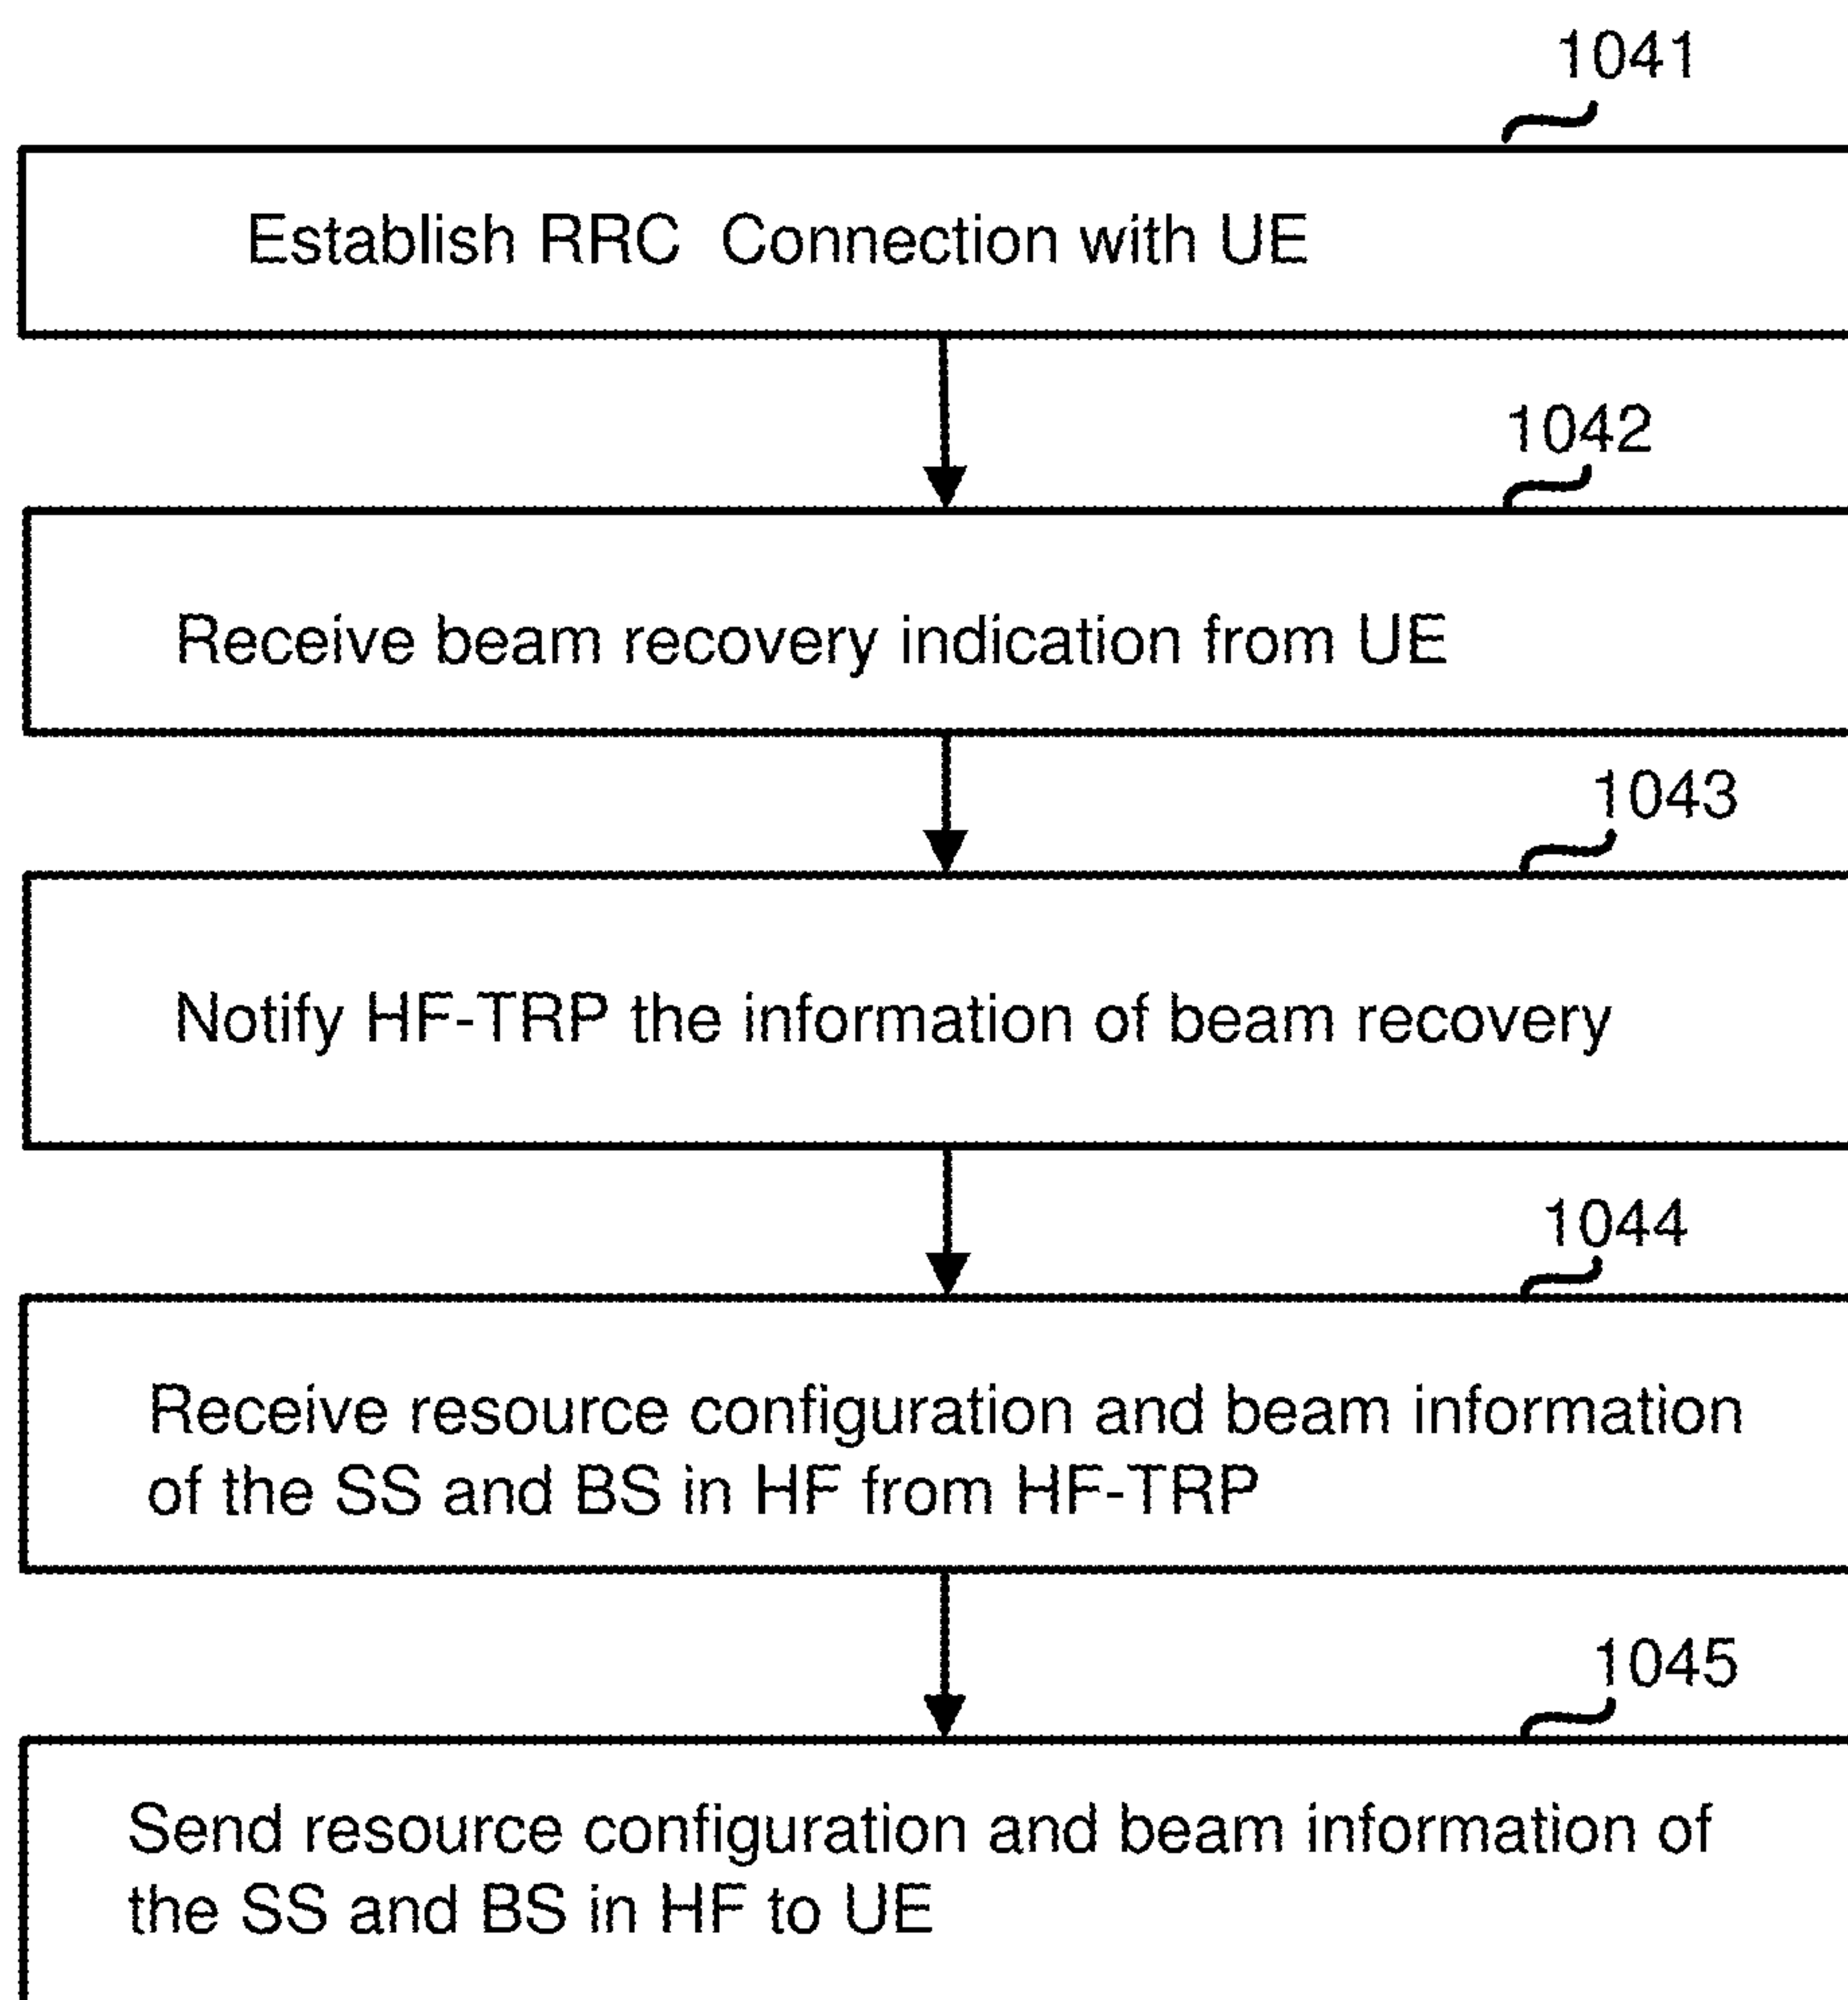 1041
Establish RRC Connection with UE
1042
Receive beam recovery indication from UE
1043
Notify HF-TRP the information of beam recovery
1044
Receive resource configuration and beam information
of the SS and BS in HF from HF-TRP
1045
Send resource configuration and beam information of
the SS and BS in HF to UE